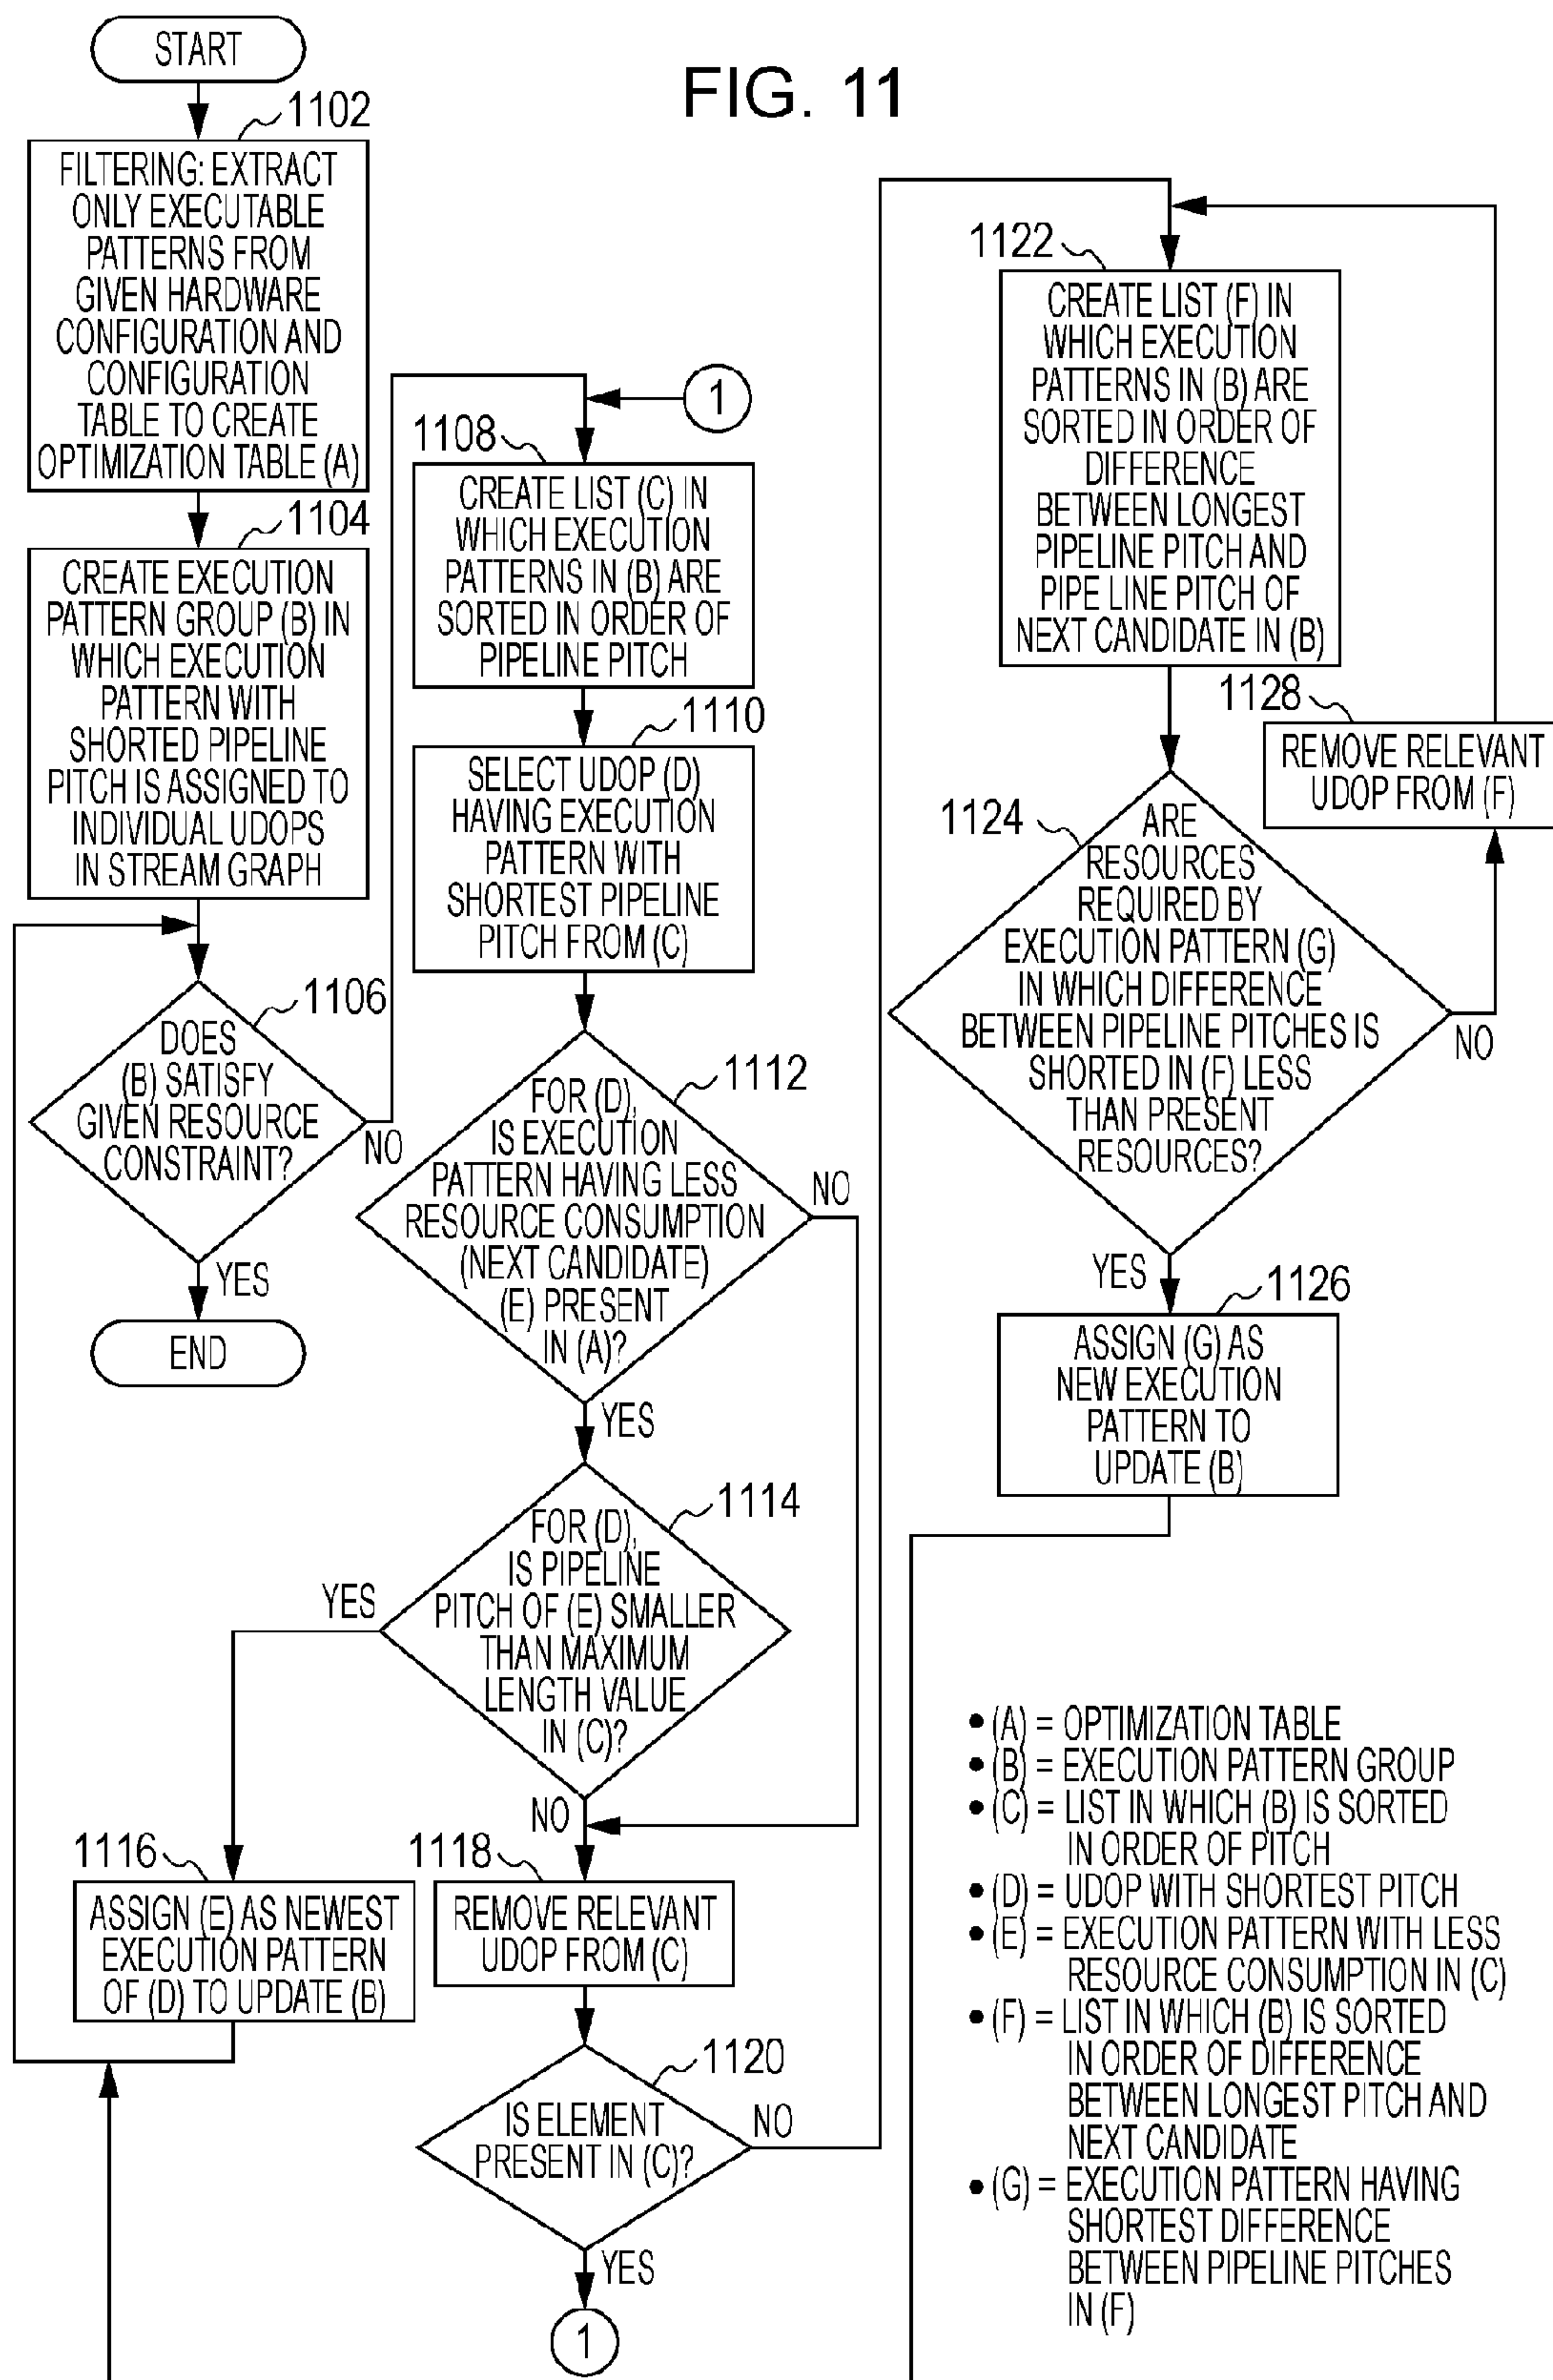 FIG. 11
START
1102
FILTERING: EXTRACT
ONLY EXECUTABLE
PATTERNS FROM
GIVEN HARDWARE
CONFIGURATION AND
CONFIGURATION
TABLE TO CREATE
OPTIMIZATION TABLE (A)
1104
CREATE EXECUTION
PATTERN GROUP (B) IN
WHICH EXECUTION
PATTERN WITH
SHORTED PIPELINE
PITCH IS ASSIGNED TO
INDIVIDUAL UDOPS
IN STREAM GRAPH
1106
DOES
(B) SATISFY
GIVEN RESOURCE
CONSTRAINT?
NO
YES
END
1
1108
CREATE LIST (C) IN
WHICH EXECUTION
PATTERNS IN (B) ARE
SORTED IN ORDER OF
PIPELINE PITCH
1110
SELECT UDOP (D)
HAVING EXECUTION
PATTERN WITH
SHORTEST PIPELINE
PITCH FROM (C)
1112
FOR (D),
IS EXECUTION
PATTERN HAVING LESS
RESOURCE CONSUMPTION
(NEXT CANDIDATE)
(E) PRESENT
IN (A)?
NO
YES
1114
FOR (D),
IS PIPELINE
PITCH OF (E) SMALLER
THAN MAXIMUM
LENGTH VALUE
IN (C)?
YES
NO
1116
ASSIGN (E) AS NEWEST
EXECUTION PATTERN
OF (D) TO UPDATE (B)
1118
REMOVE RELEVANT
UDOP FROM (C)
1120
IS ELEMENT
PRESENT IN (C)?
NO
YES
1
1122
CREATE LIST (F) IN
WHICH EXECUTION
PATTERNS IN (B) ARE
SORTED IN ORDER OF
DIFFERENCE
BETWEEN LONGEST
PIPELINE PITCH AND
PIPE LINE PITCH OF
NEXT CANDIDATE IN (B)
1128
REMOVE RELEVANT
UDOP FROM (F)
1124
ARE
RESOURCES
REQUIRED BY
EXECUTION PATTERN (G)
IN WHICH DIFFERENCE
BETWEEN PIPELINE PITCHES IS
SHORTED IN (F) LESS
THAN PRESENT
RESOURCES?
NO
YES
1126
ASSIGN (G) AS
NEW EXECUTION
PATTERN TO
UPDATE (B)
• (A) = OPTIMIZATION TABLE
• (B) = EXECUTION PATTERN GROUP
• (C) = LIST IN WHICH (B) IS SORTED
IN ORDER OF PITCH
• (D) = UDOP WITH SHORTEST PITCH
• (E) = EXECUTION PATTERN WITH LESS
RESOURCE CONSUMPTION IN (C)
• (F) = LIST IN WHICH (B) IS SORTED
IN ORDER OF DIFFERENCE
BETWEEN LONGEST PITCH AND
NEXT CANDIDATE
• (G) = EXECUTION PATTERN HAVING
SHORTEST DIFFERENCE
BETWEEN PIPELINE PITCHES
IN (F)